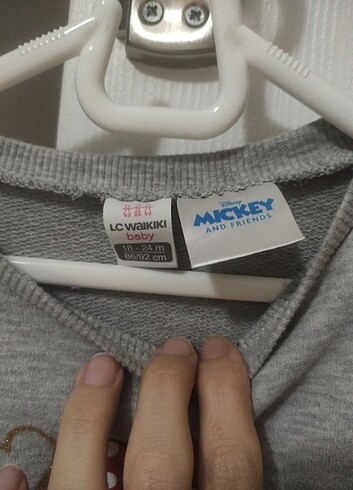 LC WAIKIKI
baby
18 - 24 m
86/92 cm
Disney
MICKEY
AND FRIENDS